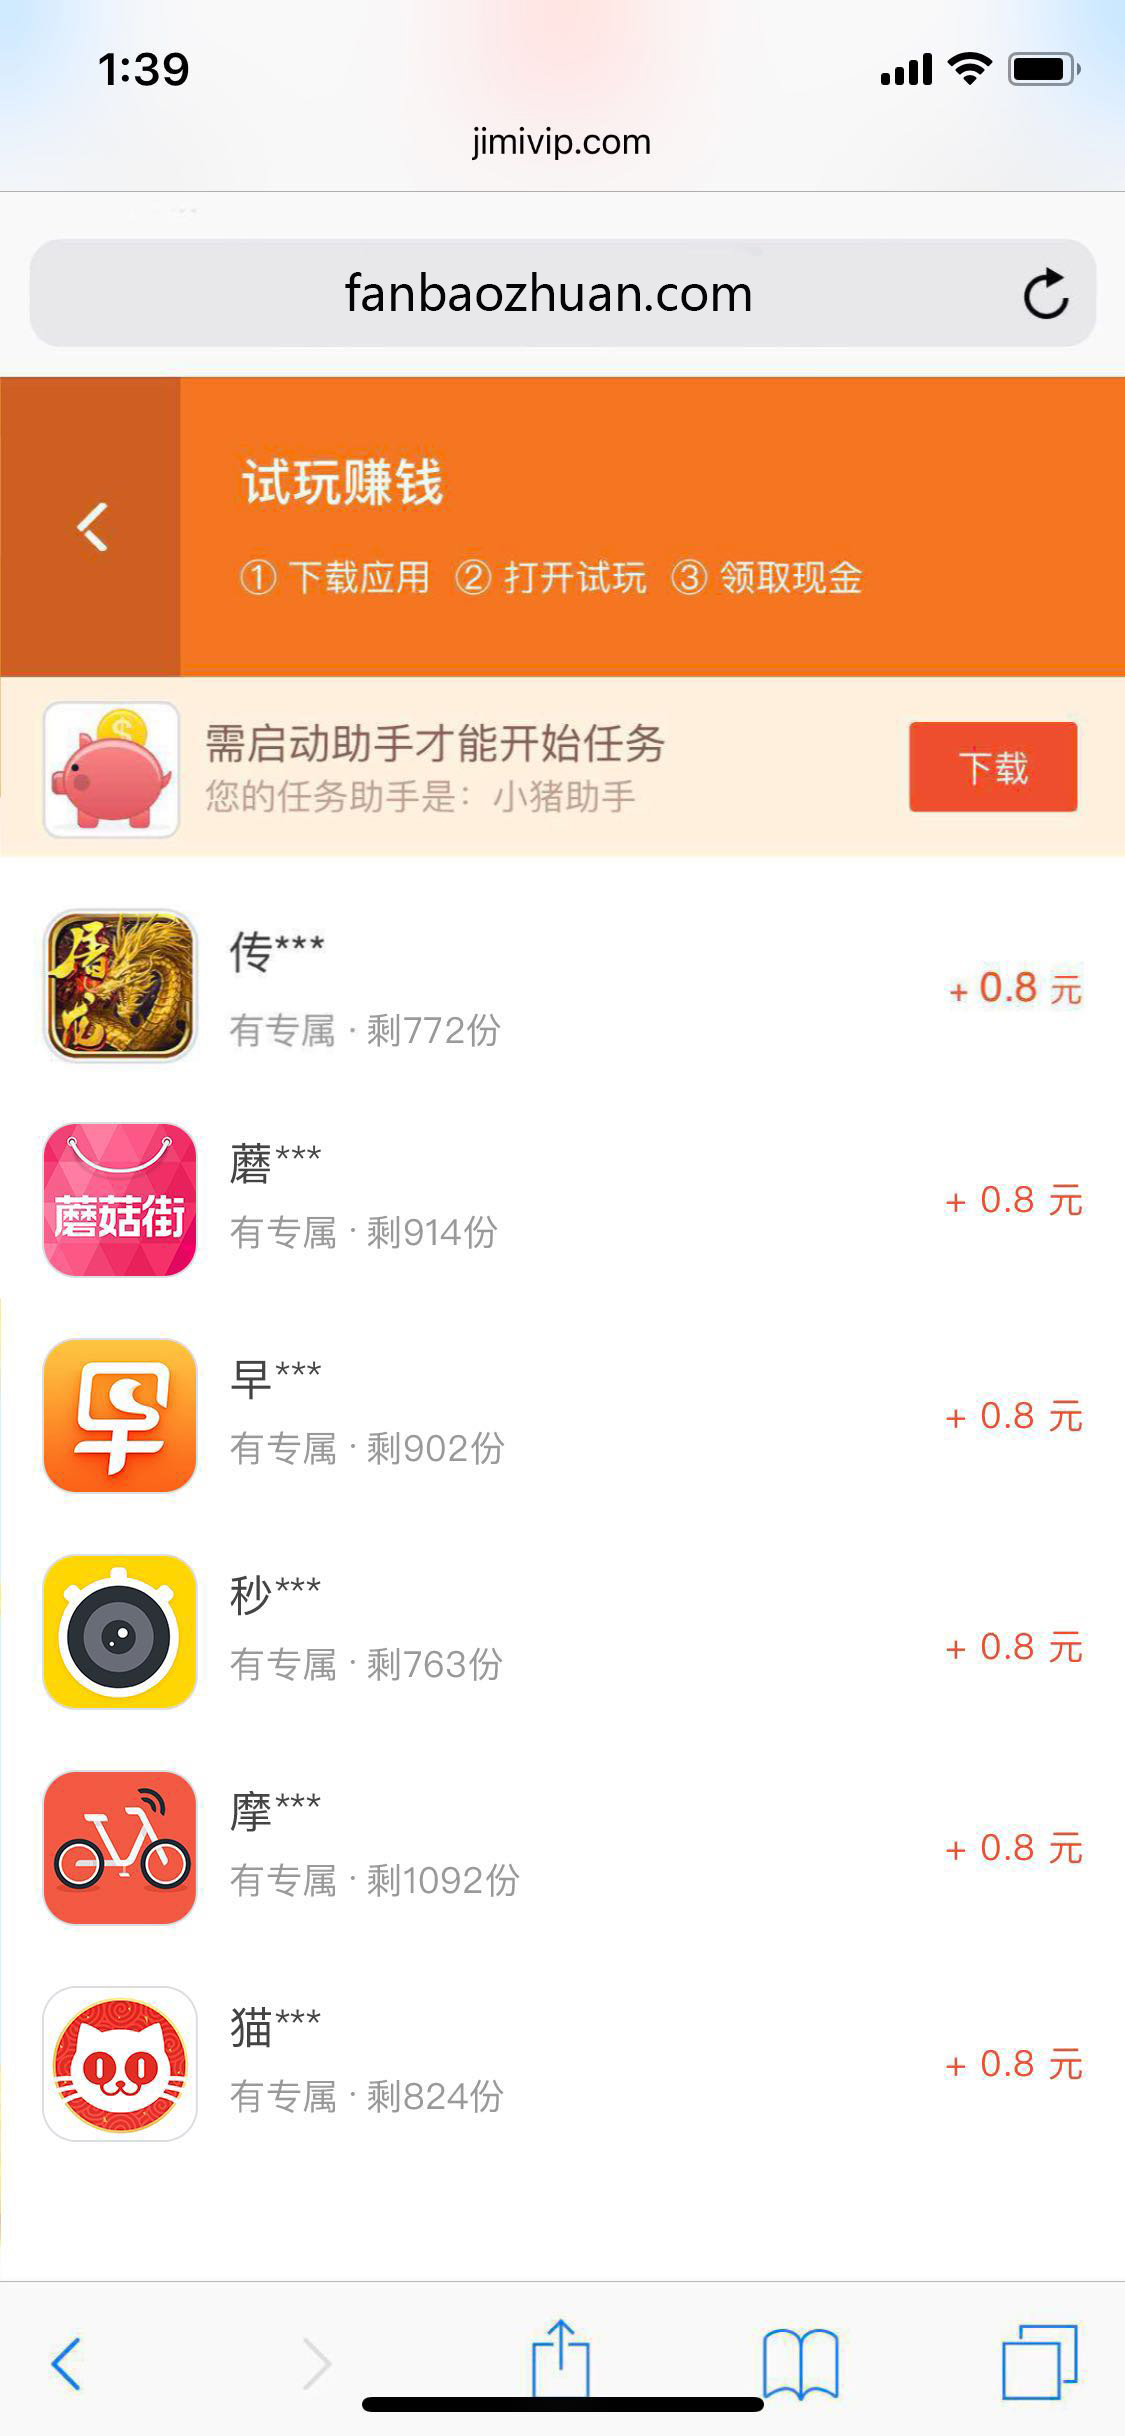 1:39
jimivip.com
fanbaozhuan.com
试玩赚钱
① 下载应用 ② 打开试玩 ③ 领取现金
需启动助手才能开始任务
您的任务助手是：小猪助手
下载
屠龙
传***
有专属 · 剩772份
+ 0.8 元
蘑菇街
蘑***
有专属 · 剩914份
+ 0.8 元
早
早***
有专属 · 剩902份
+ 0.8 元
秒***
有专属 · 剩763份
+ 0.8 元
摩***
有专属 · 剩1092份
+ 0.8 元
猫***
有专属 · 剩824份
+ 0.8 元